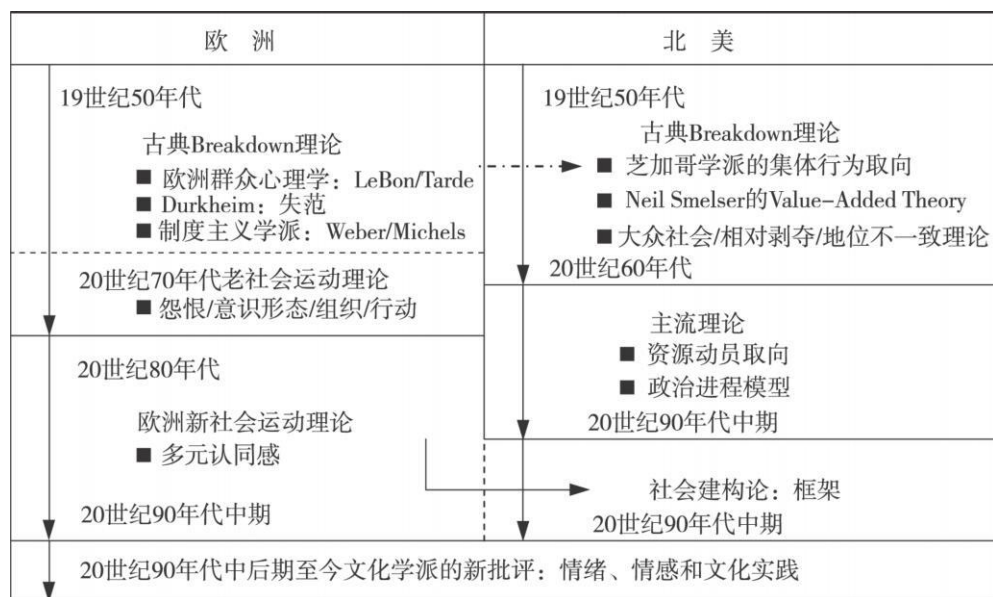 欧 洲
北 美
19世纪50年代
古典Breakdown理论
■ 欧洲群众心理学：LeBon/Tarde
■ Durkheim：失范
■ 制度主义学派：Weber/Michels
20世纪70年代老社会运动理论
■ 怨恨/意识形态/组织/行动
20世纪80年代
欧洲新社会运动理论
■ 多元认同感
20世纪90年代中期
19世纪50年代
古典Breakdown理论
■ 芝加哥学派的集体行为取向
■ Neil Smelser的Value-Added Theory
■ 大众社会/相对剥夺/地位不一致理论
20世纪60年代
主流理论
■ 资源动员取向
■ 政治进程模型
20世纪90年代中期
社会建构论：框架
20世纪90年代中期
20世纪90年代中后期至今文化学派的新批评：情绪、情感和文化实践